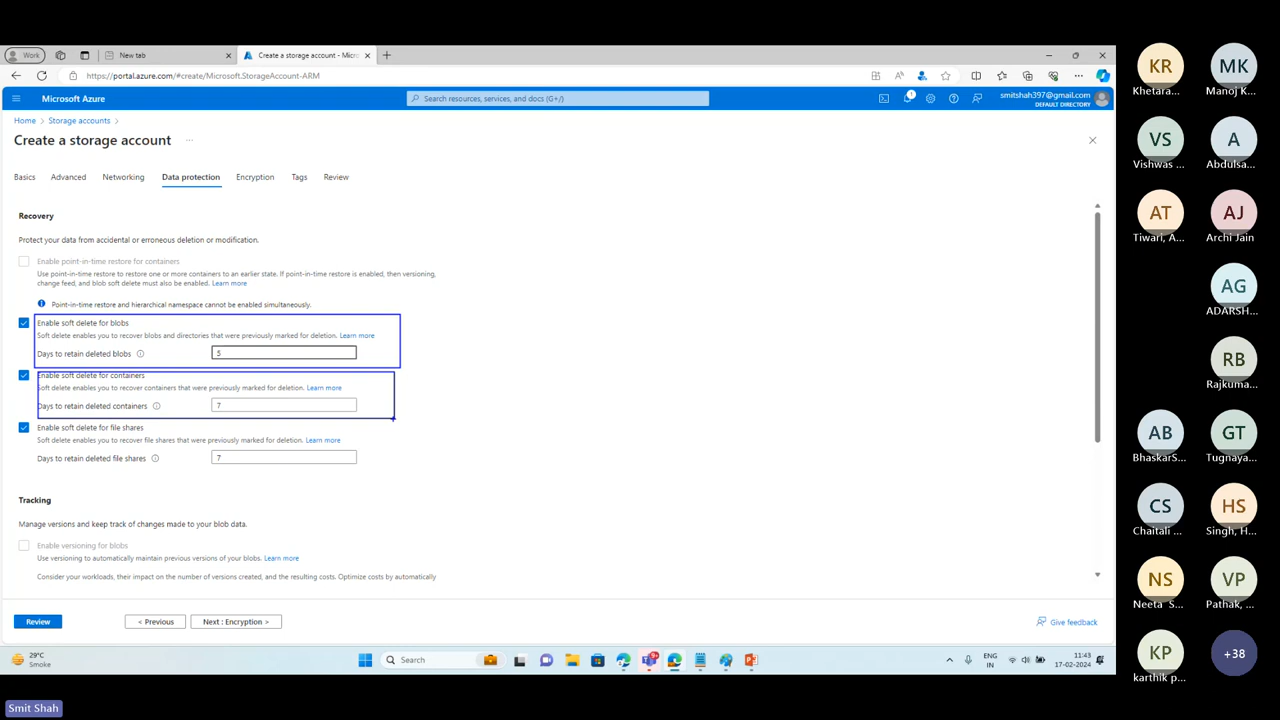 Work
New tab
Create a storage account - Micro
https://portal.azure.com/#create/Microsoft.StorageAccount-ARM
Microsoft Azure
Search resources, services, and docs (G+/)
1
smitshah397@gmail.com
DEFAULT DIRECTORY
Home > Storage accounts >
Create a storage account
Basics
Advanced
Networking
Data protection
Encryption
Tags
Review
Recovery
Protect your data from accidental or erroneous deletion or modification.
Enable point-in-time restore for containers
Use point-in-time restore to restore one or more containers to an earlier state. If point-in-time restore is enabled, then versioning,
change feed, and blob soft delete must also be enabled. Learn more
Point-in-time restore and hierarchical namespace cannot be enabled simultaneously.
Enable soft delete for blobs
Soft delete enables you to recover blobs and directories that were previously marked for deletion. Learn more
Days to retain deleted blobs
5
Enable soft delete for containers
Soft delete enables you to recover containers that were previously marked for deletion. Learn more
Days to retain deleted containers
7
Enable soft delete for file shares
Soft delete enables you to recover file shares that were previously marked for deletion. Learn more
Days to retain deleted file shares
7
Tracking
Manage versions and keep track of changes made to your blob data.
Enable versioning for blobs
Use versioning to automatically maintain previous versions of your blobs. Learn more
Consider your workloads, their impact on the number of versions created, and the resulting costs. Optimize costs by automatically
Review
< Previous
Next : Encryption >
Give feedback
29°C
Smoke
Search
ENG
IN
11:43
17-02-2024
Smit Shah
KR
Khetara...
MK
Manoj K...
VS
Vishwas ...
A
Abdulsa...
AT
Tiwari, A...
AJ
Archi Jain
AG
ADARSH...
RB
Rajkuma...
AB
BhaskarS...
GT
Tugnaya...
CS
Chaitali ...
HS
Singh, H...
NS
Neeta S...
VP
Pathak, ...
KP
karthik p...
+38